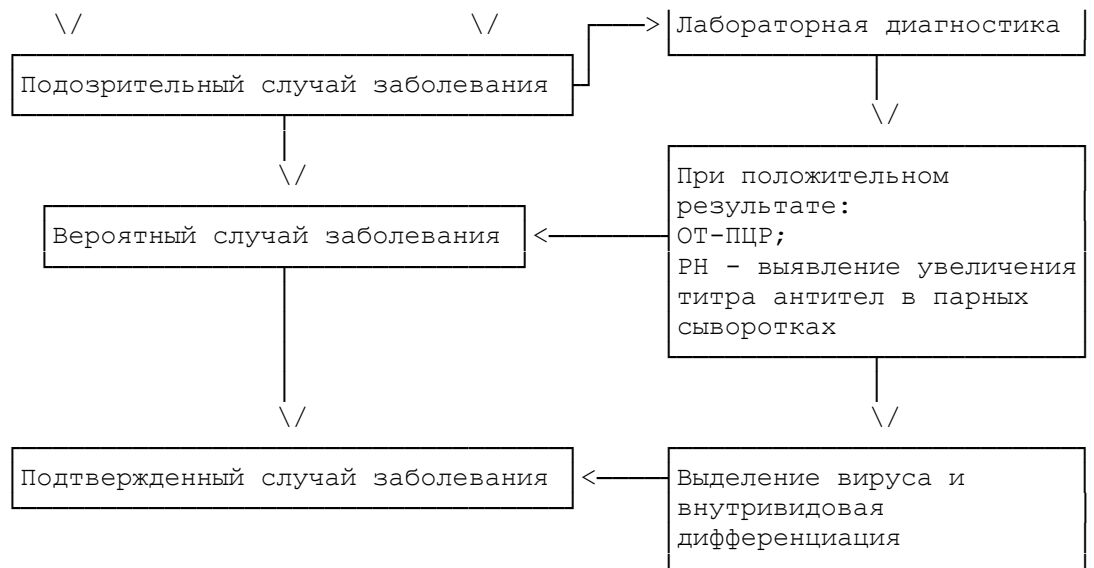 Лабораторная диагностика
Подозрительный случай заболевания
При положительном
результате:
Вероятный случай заболевания
ОТ-ПЦР;
РН - выявление увеличения
титра антител в парных
сыворотках
Подтвержденный случай заболевания
Выделение вируса и
внутривидовая
дифференциация